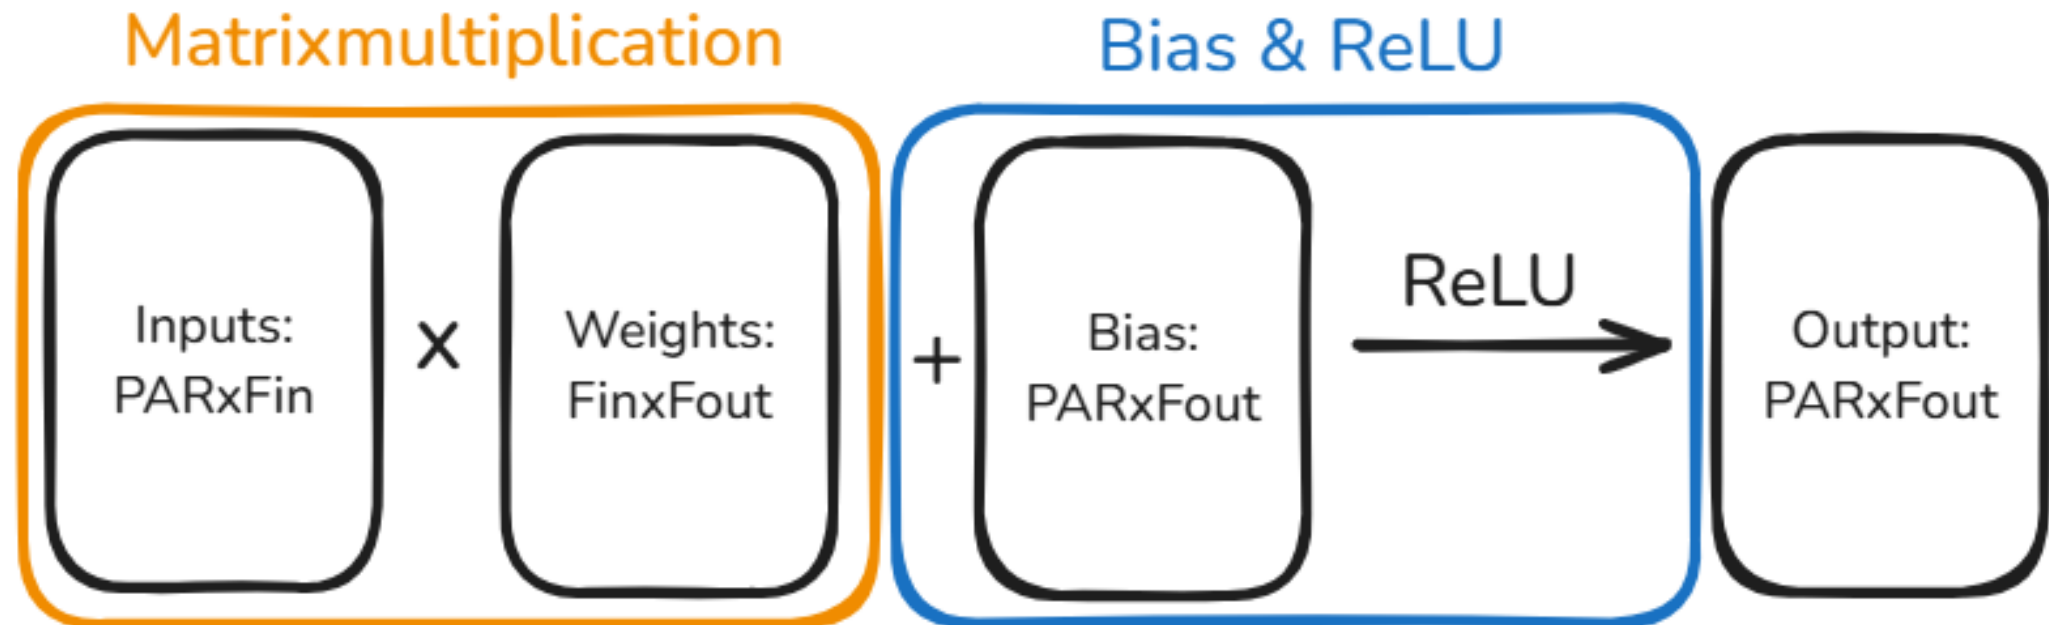 Matrixmultiplication
Bias & ReLU
Inputs:
PARxFin
x
Weights:
FinxFout
+
Bias:
PARxFout
ReLU
Output:
PARxFout